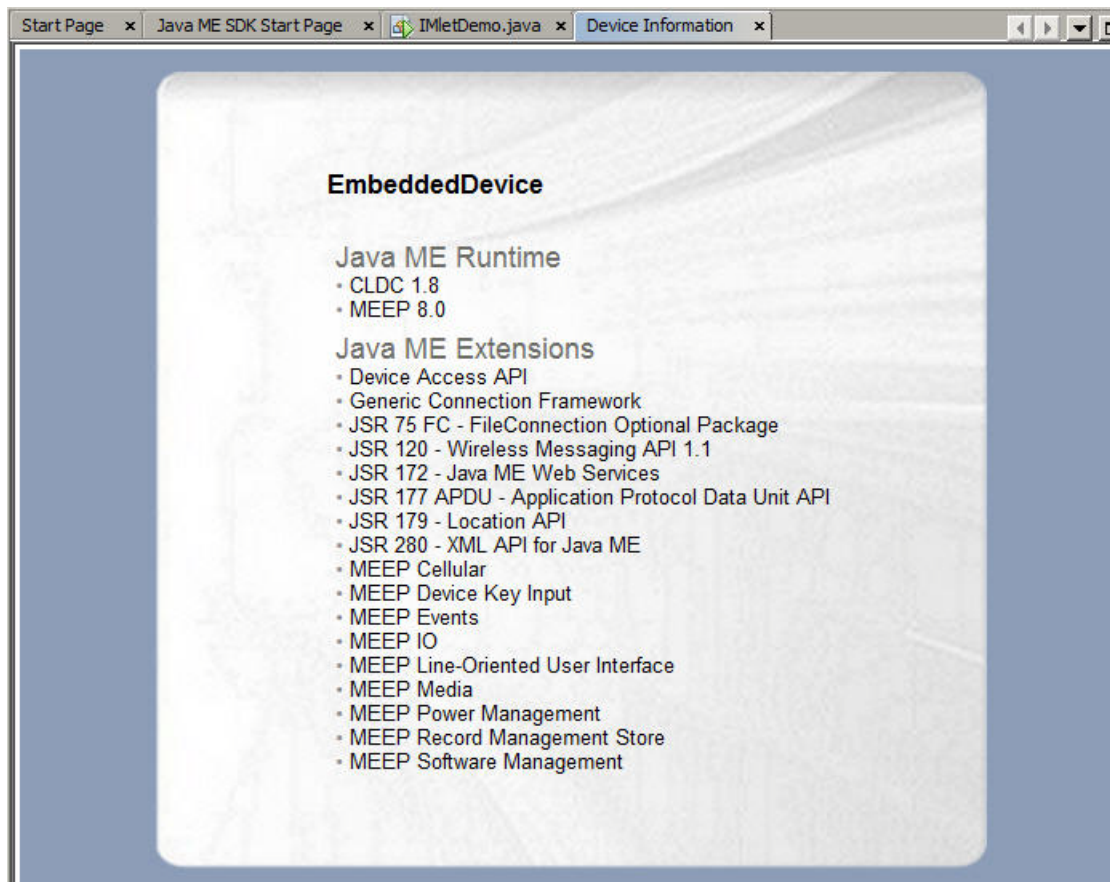 Start Page x Java ME SDK Start Page x IMletDemo.java x Device Information x
EmbeddedDevice
Java ME Runtime
• CLDC 1.8
• MEEP 8.0
Java ME Extensions
• Device Access API
• Generic Connection Framework
• JSR 75 FC - FileConnection Optional Package
• JSR 120 - Wireless Messaging API 1.1
• JSR 172 - Java ME Web Services
• JSR 177 APDU - Application Protocol Data Unit API
• JSR 179 - Location API
• JSR 280 - XML API for Java ME
• MEEP Cellular
• MEEP Device Key Input
• MEEP Events
• MEEP IO
• MEEP Line-Oriented User Interface
• MEEP Media
• MEEP Power Management
• MEEP Record Management Store
• MEEP Software Management